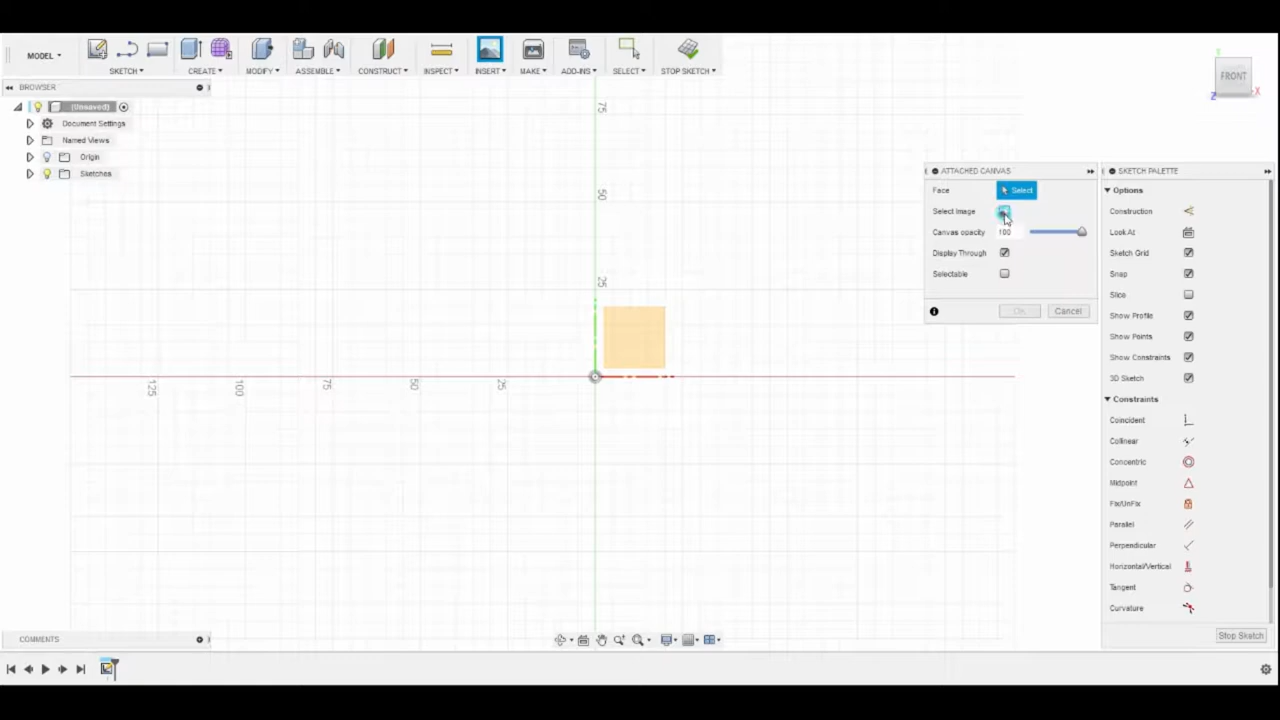 MODEL
SKETCH
CREATE
MODIFY
ASSEMBLE
CONSTRUCT
INSPECT
INSERT
MAKE
ADD-INS
SELECT
STOP SKETCH
BROWSER
(Unsaved)
Document Settings
Named Views
Origin
Sketches
FRONT
Y
X
Z
75
50
25
125
100
75
50
25
ATTACHED CANVAS
Face Select
Select Image
Canvas opacity 100
Display Through
Selectable
OK Cancel
SKETCH PALETTE
Options
Construction
Look At
Sketch Grid
Snap
Slice
Show Profile
Show Points
Show Constraints
3D Sketch
Constraints
Coincident
Collinear
Concentric
Midpoint
Fix/UnFix
Parallel
Perpendicular
Horizontal/Vertical
Tangent
Curvature
Stop Sketch
COMMENTS